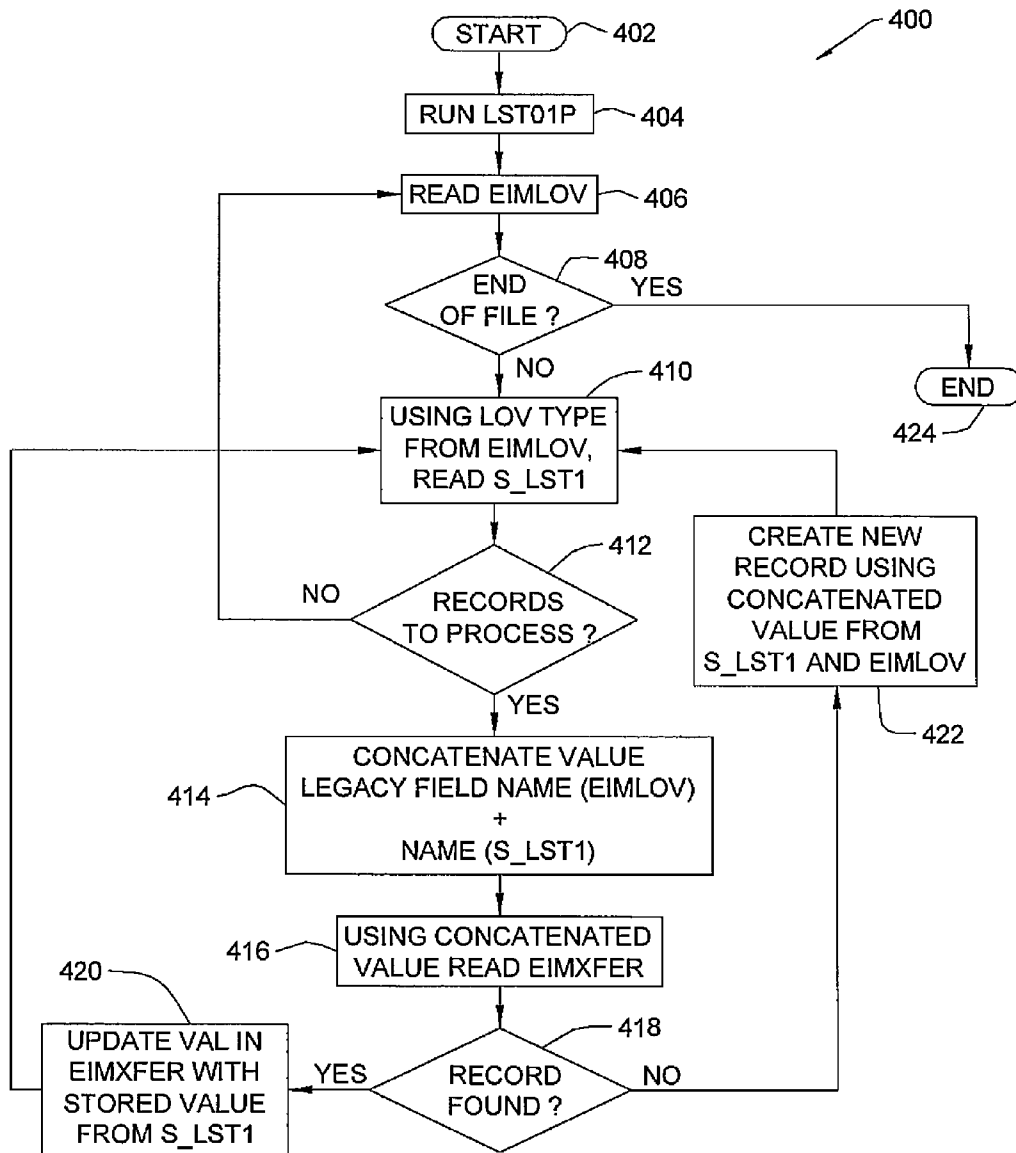 START
402
400
RUN LST01P
404
READ EIMLOV
406
408
END
OF FILE ?
YES
NO
END
424
410
USING LOV TYPE
FROM EIMLOV,
READ S_LST1
412
RECORDS
TO PROCESS ?
NO
YES
CREATE NEW
RECORD USING
CONCATENATED
VALUE FROM
S_LST1 AND EIMLOV
422
414
CONCATENATE VALUE
LEGACY FIELD NAME (EIMLOV)
+
NAME (S_LST1)
416
USING CONCATENATED
VALUE READ EIMXFER
418
RECORD
FOUND ?
YES
NO
420
UPDATE VAL IN
EIMXFER WITH
STORED VALUE
FROM S_LST1